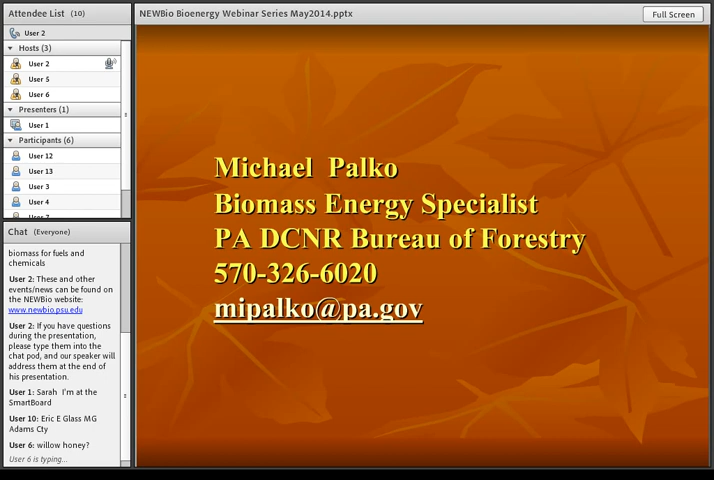 Attendee List (10)
User 2
Hosts (3)
User 2
User 5
User 6
Presenters (1)
User 1
Participants (6)
User 12
User 13
User 3
User 4
User 7
Chat (Everyone)
biomass for fuels and
chemicals
User 2: These and other
events/news can be found on
the NEWBio website:
www.newbio.psu.edu
User 2: If you have questions
during the presentation,
please type them into the
chat pod, and our speaker will
address them at the end of
his presentation.
User 1: Sarah I'm at the
SmartBoard
User 10: Eric E Glass MG
Adams Cty
User 6: willow honey?
User 6 is typing...
NEWBio Bioenergy Webinar Series May2014.pptx
Full Screen
Michael Palko
Biomass Energy Specialist
PA DCNR Bureau of Forestry
570-326-6020
mipalko@pa.gov